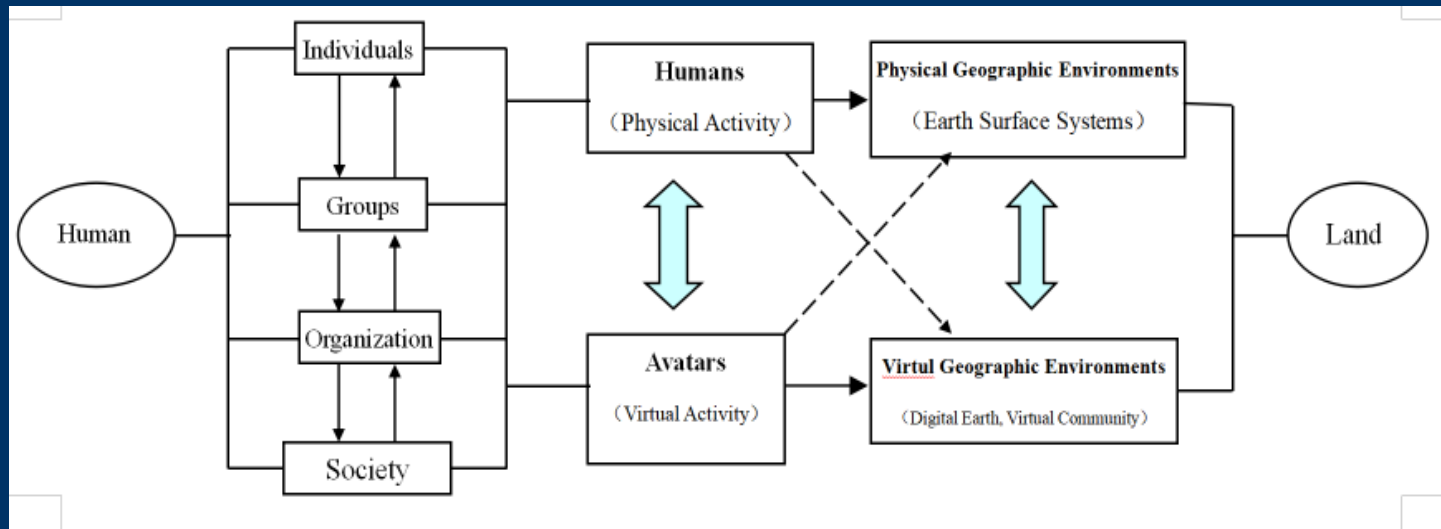 Human
Individuals
Groups
Organization
Society
Humans
（Physical Activity）
Avatars
（Virtual Activity）
Physical Geographic Environments
（Earth Surface Systems）
Virtul Geographic Environments
（Digital Earth, Virtual Community）
Land